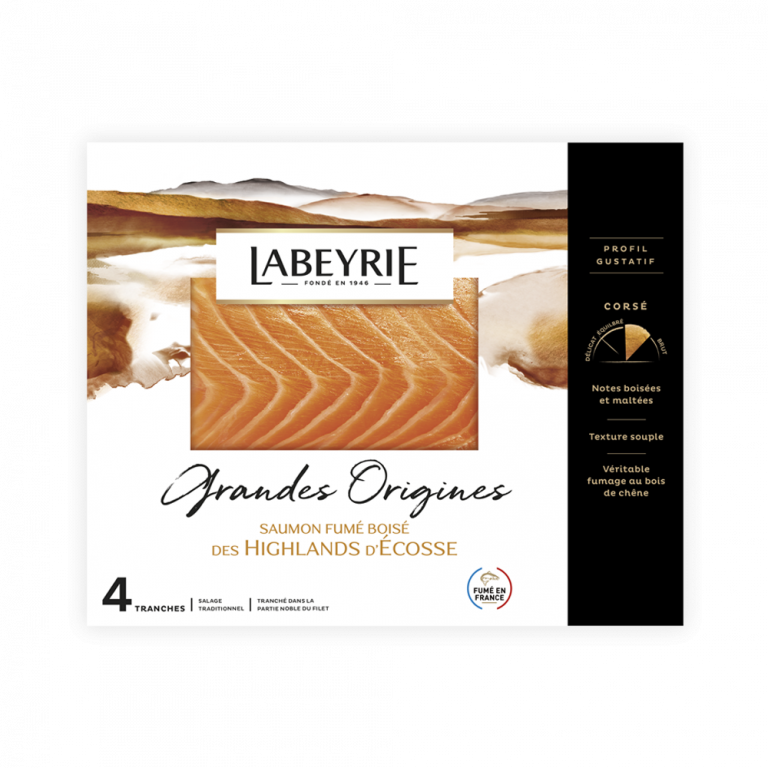 LABEYRIE
FONDÉ EN 1946
Grandes Origines
SAUMON FUMÉ BOISÉ
DES HIGHLANDS D'ÉCOSSE
4 TRANCHES
SALAGE
TRADITIONNEL
TRANCHÉ DANS LA
PARTIE NOBLE DU FILET
FUMÉ EN
FRANCE
PROFIL
GUSTATIF
CORSÉ
DÉLICAT ÉQUILIBRÉ BRUT
Notes boisées
et maltées
Texture souple
Véritable
fumage au bois
de chêne